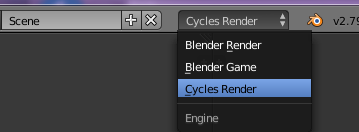 Scene Cycles Render v2.79
Blender Render
Blender Game
Cycles Render
Engine